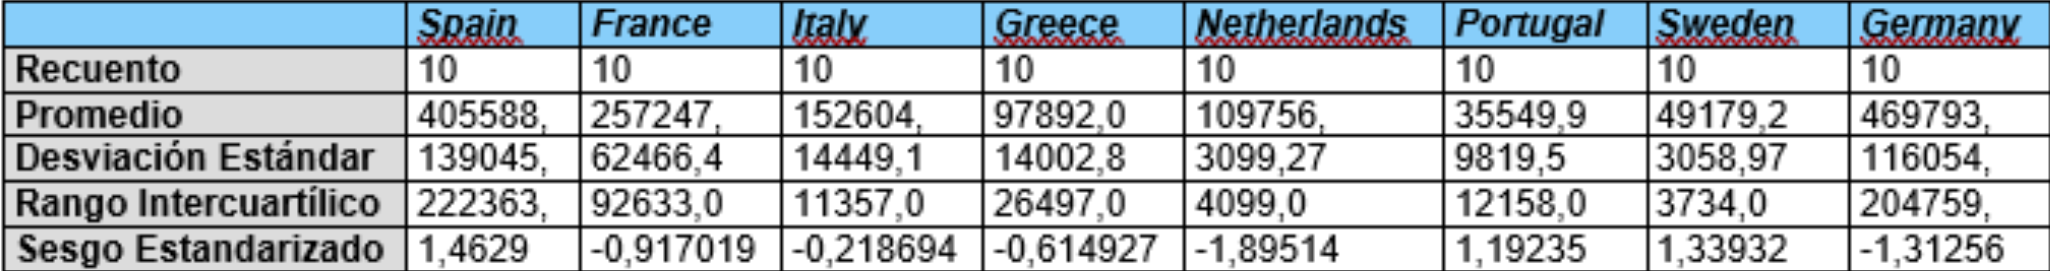 Spain France Italy Greece Netherlands Portugal Sweden Germany
Recuento 10 10 10 10 10 10 10 10
Promedio 405588, 257247, 152604, 97892,0 109756, 35549,9 49179,2 469793,
Desviación Estándar 139045, 62466,4 14449,1 14002,8 3099,27 9819,5 3058,97 116054,
Rango Intercuartílico 222363, 92633,0 11357,0 26497,0 4099,0 12158,0 3734,0 204759,
Sesgo Estandarizado 1,4629 -0,917019 -0,218694 -0,614927 -1,89514 1,19235 1,33932 -1,31256